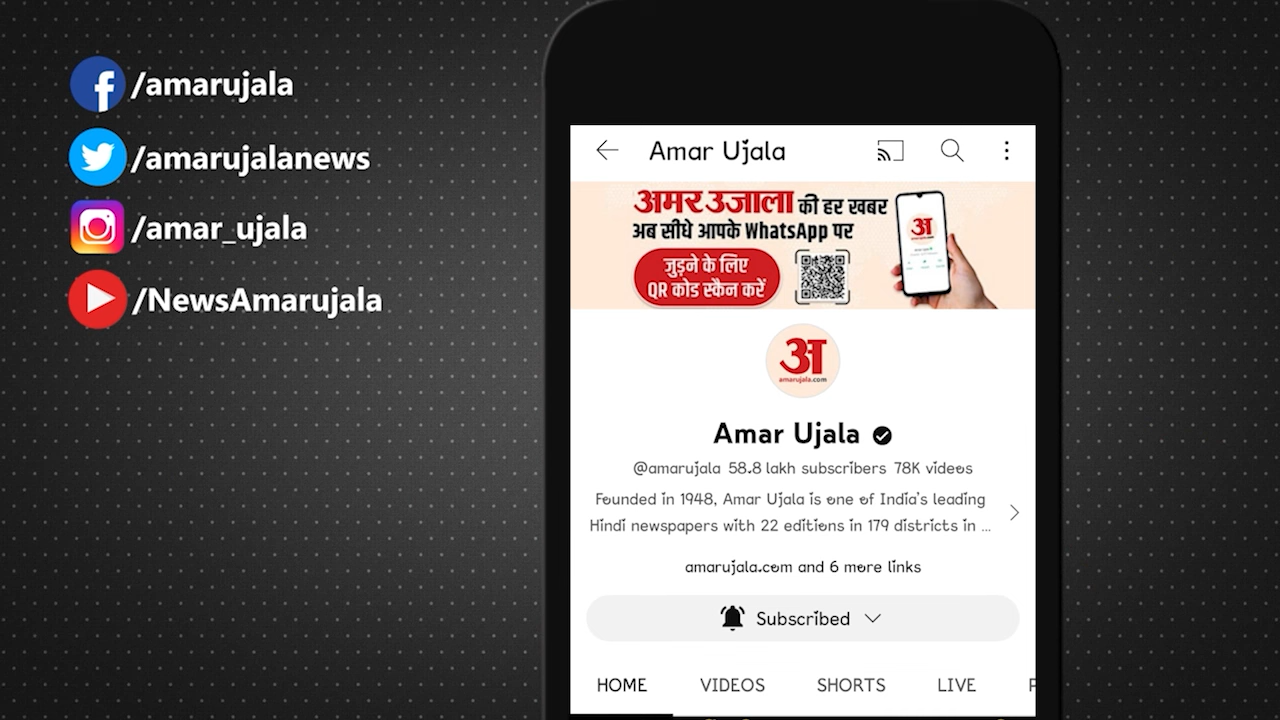 /amarujala
/amarujalanews
/amar_ujala
/NewsAmarujala
Amar Ujala
अमर उजाला की हर खबर
अब सीधे आपके WhatsApp पर
जुड़ने के लिए
QR कोड स्कैन करें
अ
अ
amarujala.com
Amar Ujala
@amarujala 58.8 lakh subscribers 78K videos
Founded in 1948, Amar Ujala is one of India's leading
Hindi newspapers with 22 editions in 179 districts in ...
amarujala.com and 6 more links
Subscribed
HOME VIDEOS SHORTS LIVE